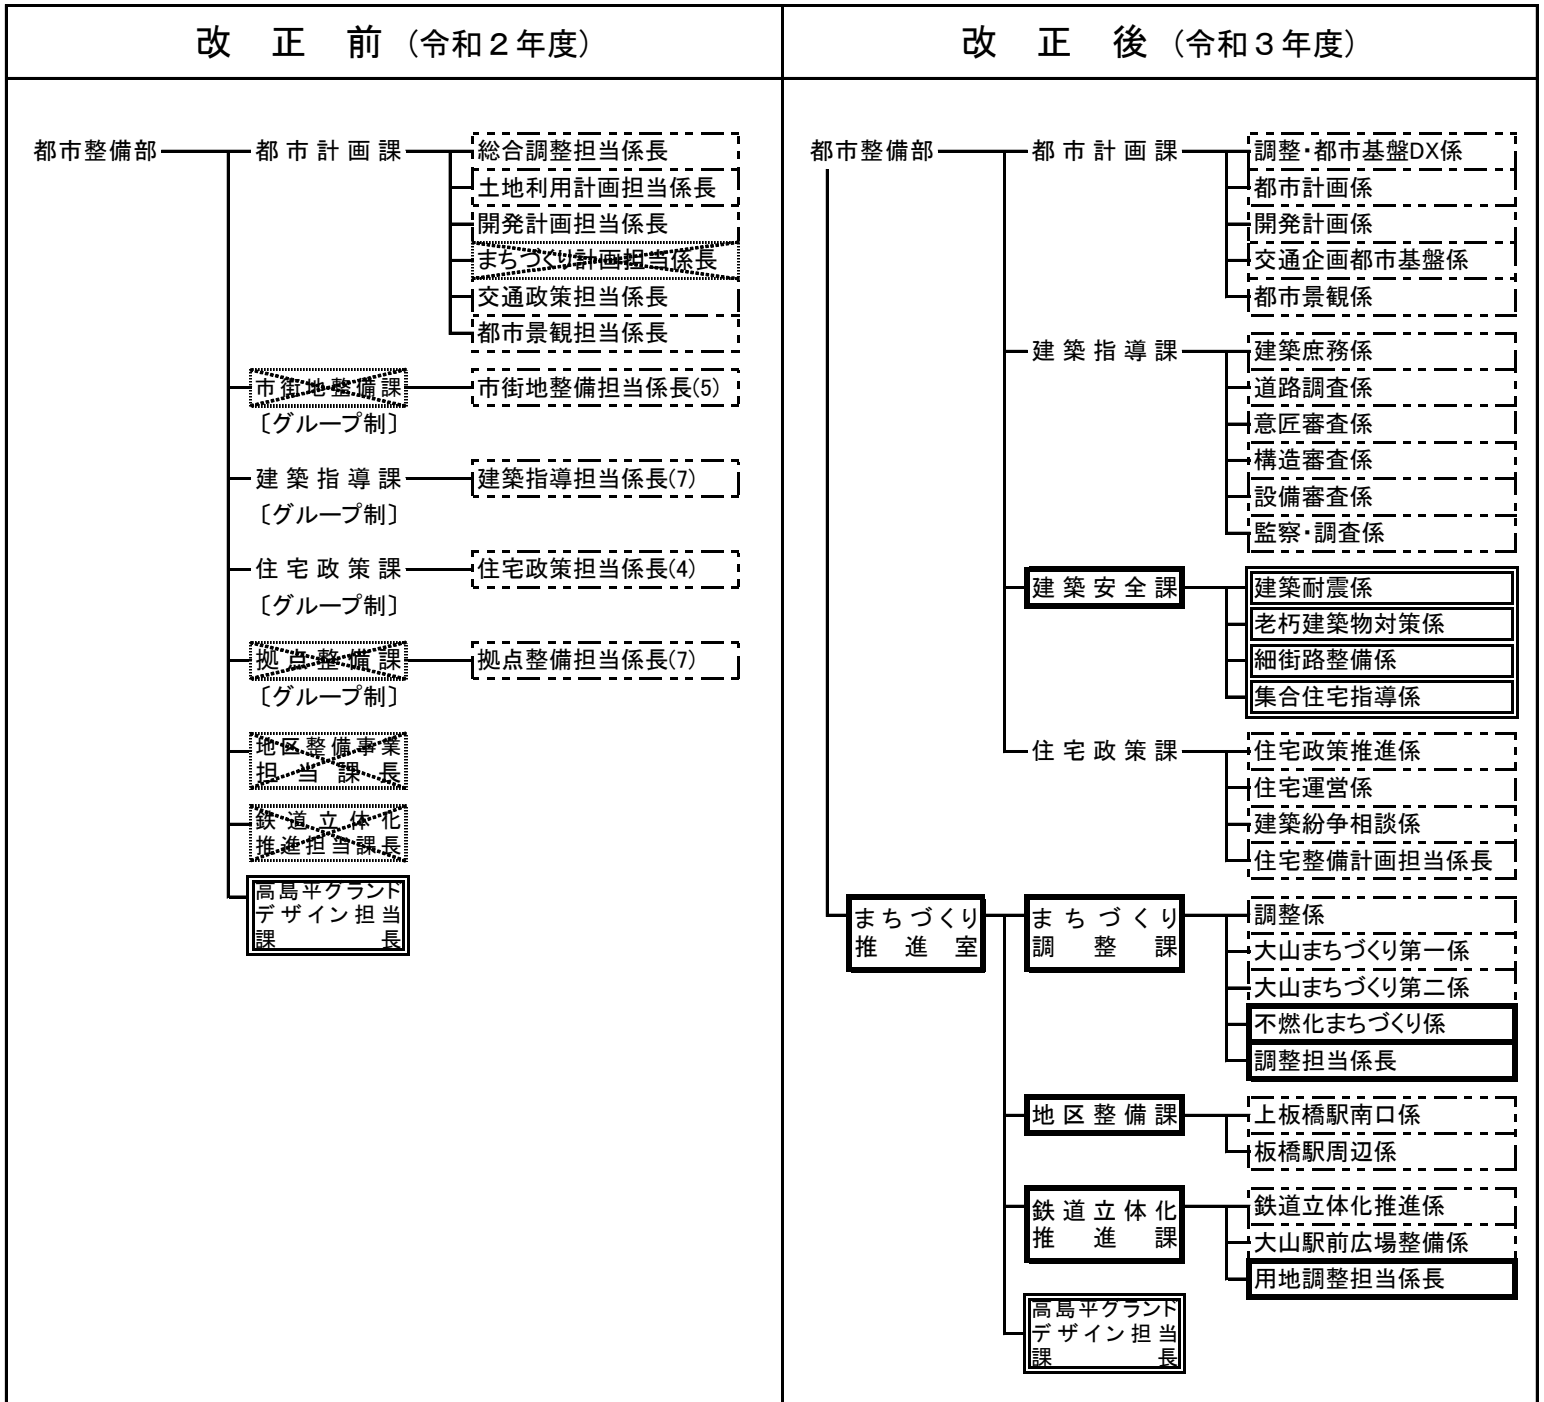 改 正 前 (令和２年度)
都市整備部
都市計画課
総合調整担当係長
土地利用計画担当係長
開発計画担当係長
まちづくり計画担当係長
交通政策担当係長
都市景観担当係長
市街地整備課
市街地整備担当係長(5)
〔グループ制〕
建築指導課
建築指導担当係長(7)
〔グループ制〕
住宅政策課
住宅政策担当係長(4)
〔グループ制〕
拠点整備課
拠点整備担当係長(7)
〔グループ制〕
地区整備事業
担当課長
鉄道立体化
推進担当課長
高島平グランド
デザイン担当
課長
改 正 後 (令和３年度)
都市整備部
都市計画課
調整・都市基盤DX係
都市計画係
開発計画係
交通企画都市基盤係
都市景観係
建築指導課
建築庶務係
道路調査係
意匠審査係
構造審査係
設備審査係
監察・調査係
建築安全課
建築耐震係
老朽建築物対策係
細街路整備係
集合住宅指導係
住宅政策課
住宅政策推進係
住宅運営係
建築紛争相談係
住宅整備計画担当係長
まちづくり
推進室
まちづくり
調整課
調整係
大山まちづくり第一係
大山まちづくり第二係
不燃化まちづくり係
調整担当係長
地区整備課
上板橋駅南口係
板橋駅周辺係
鉄道立体化
推進課
鉄道立体化推進係
大山駅前広場整備係
用地調整担当係長
高島平グランド
デザイン担当
課長